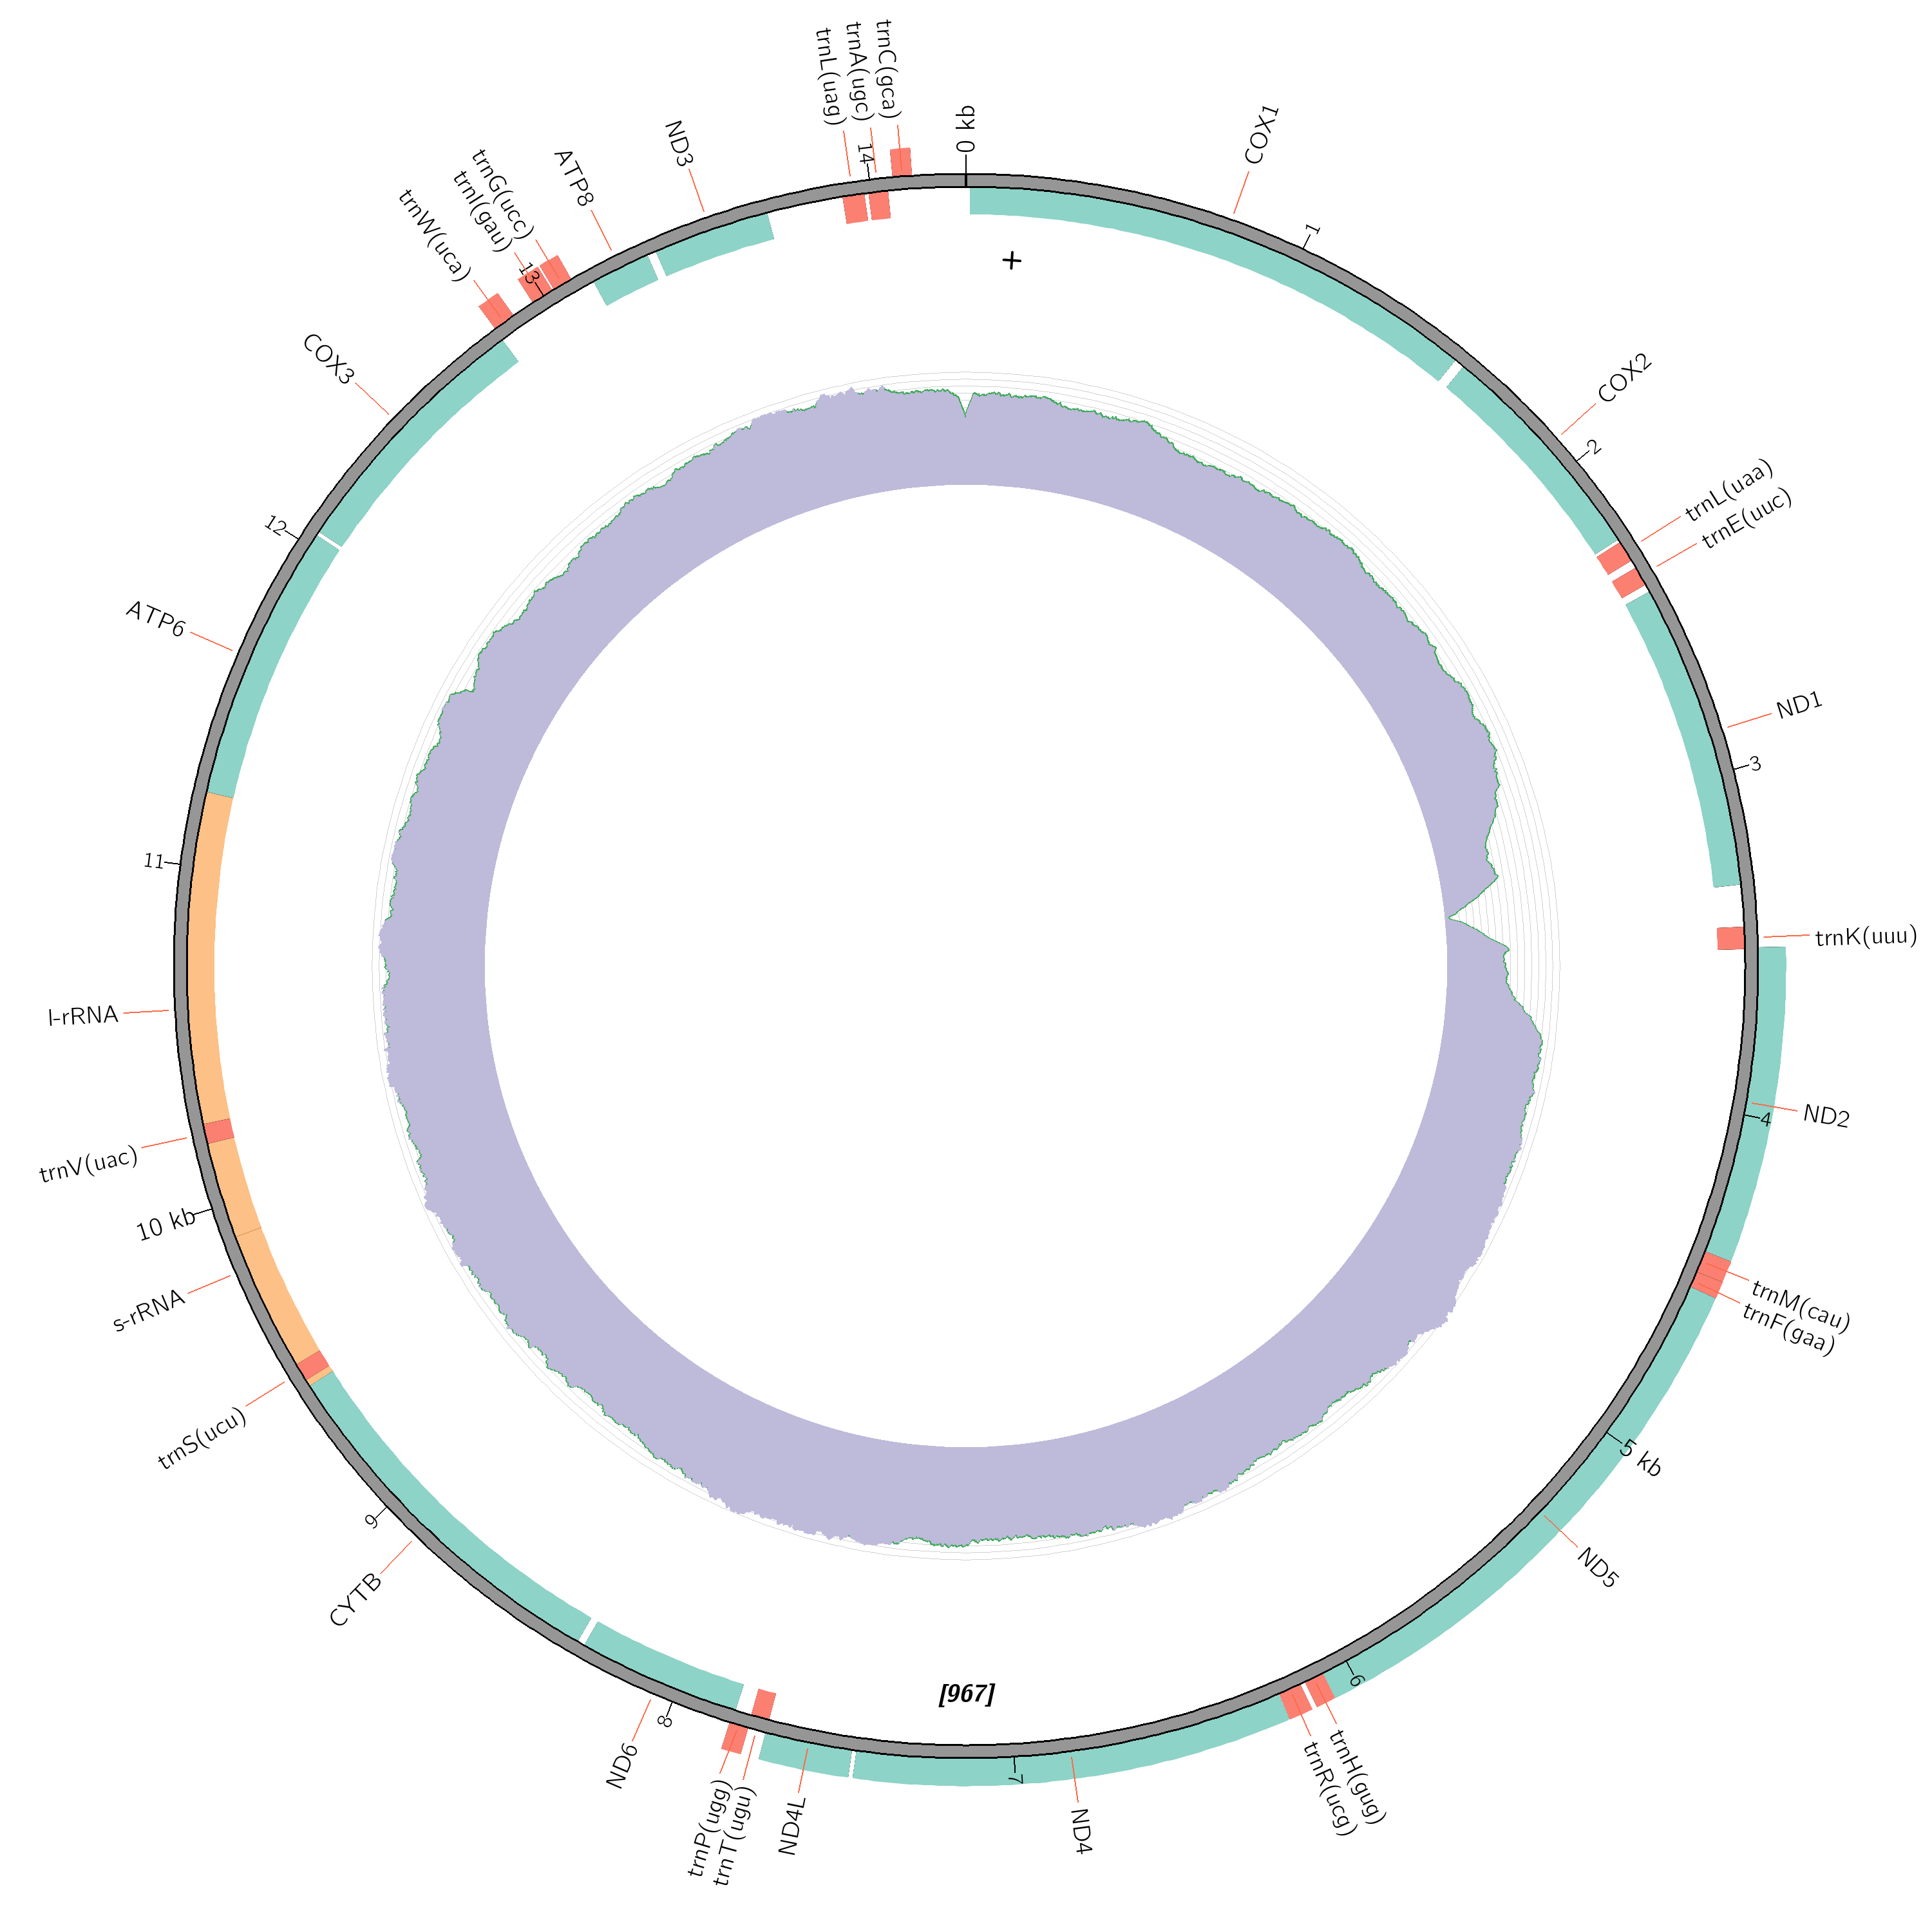 0 kb
COX1
1
COX2
2
trnL(uaa)
trnE(uuc)
ND1
3
trnK(uuu)
ND2
4
trnM(cau)
trnF(gaa)
5 kb
ND5
6
trnH(gug)
trnR(ucg)
ND4
7
ND4L
trnT(ugu)
trnP(ugg)
8
ND6
CYTB
9
trnS(ucu)
s-rRNA
10 kb
trnV(uac)
l-rRNA
11
ATP6
12
COX3
trnW(uca)
13
trnI(gau)
trnG(ucc)
ATP8
ND3
trnL(uag)
14
trnA(ugc)
trnC(gca)
+
[967]